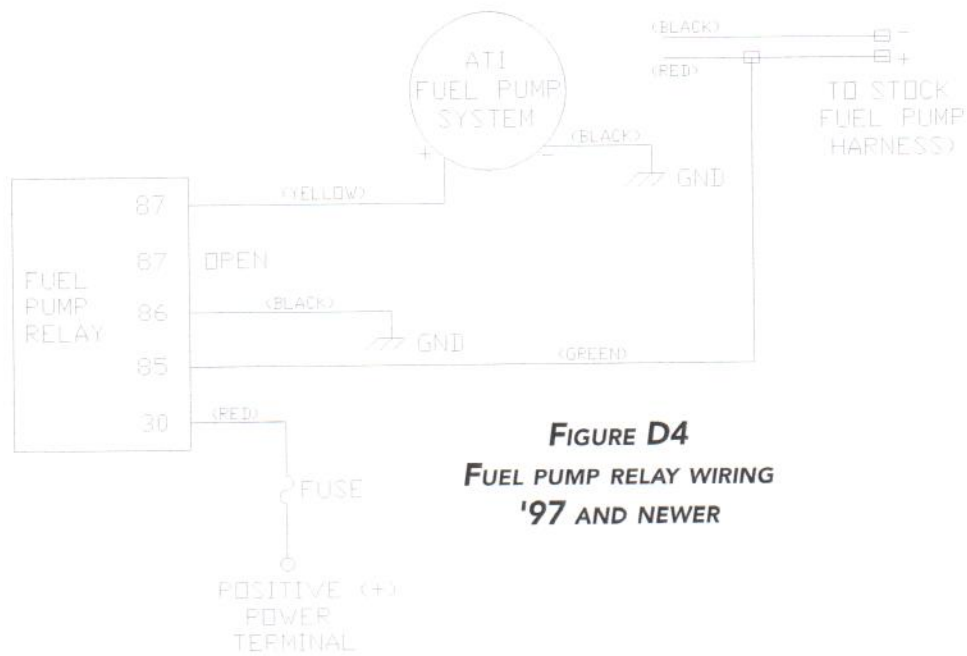 (BLACK)
-
ATI
FUEL PUMP
SYSTEM
(RED)
+
TO STOCK
FUEL PUMP
HARNESS)
(BLACK)
+
-
GND
87
(YELLOW)
87
OPEN
FUEL
PUMP
RELAY
86
(BLACK)
GND
85
(GREEN)
30
(RED)
FUSE
POSITIVE (+)
POWER
TERMINAL
FIGURE D4
FUEL PUMP RELAY WIRING
'97 AND NEWER